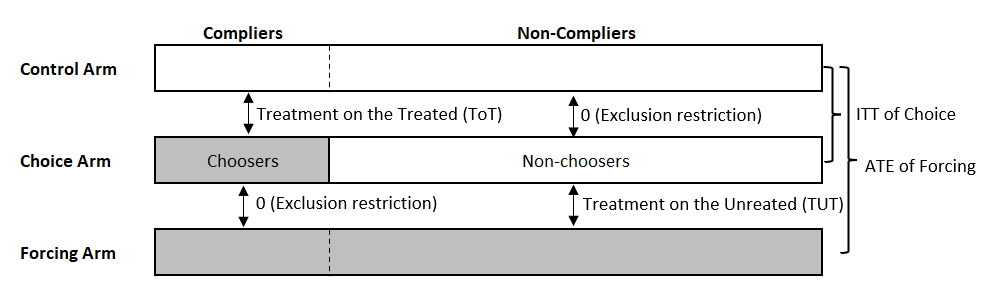 Compliers Non-Compliers
Control Arm
Treatment on the Treated (ToT) 0 (Exclusion restriction) ITT of Choice
Choice Arm Choosers Non-choosers ATE of Forcing
0 (Exclusion restriction) Treatment on the Unreated (TUT)
Forcing Arm